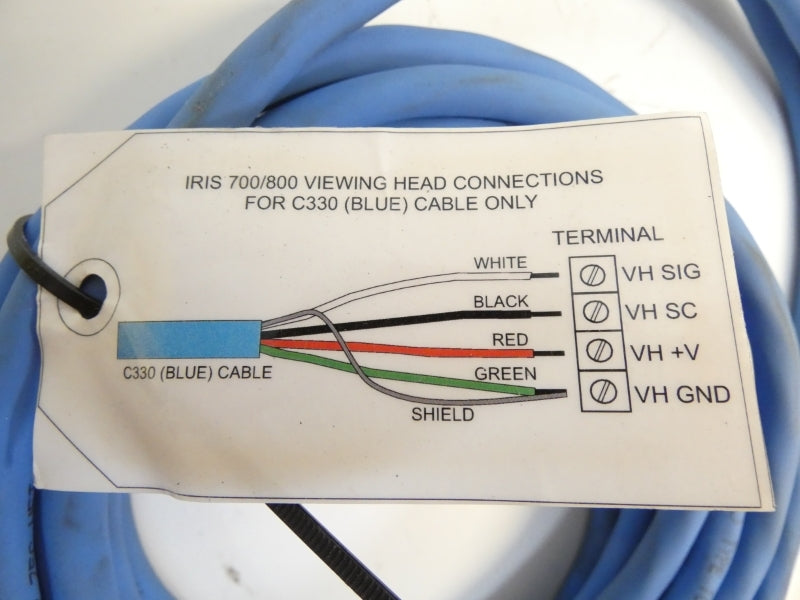 IRIS 700/800 VIEWING HEAD CONNECTIONS
FOR C330 (BLUE) CABLE ONLY
TERMINAL
WHITE
VH SIG
BLACK
VH SC
RED
VH +V
GREEN
VH GND
C330 (BLUE) CABLE
SHIELD